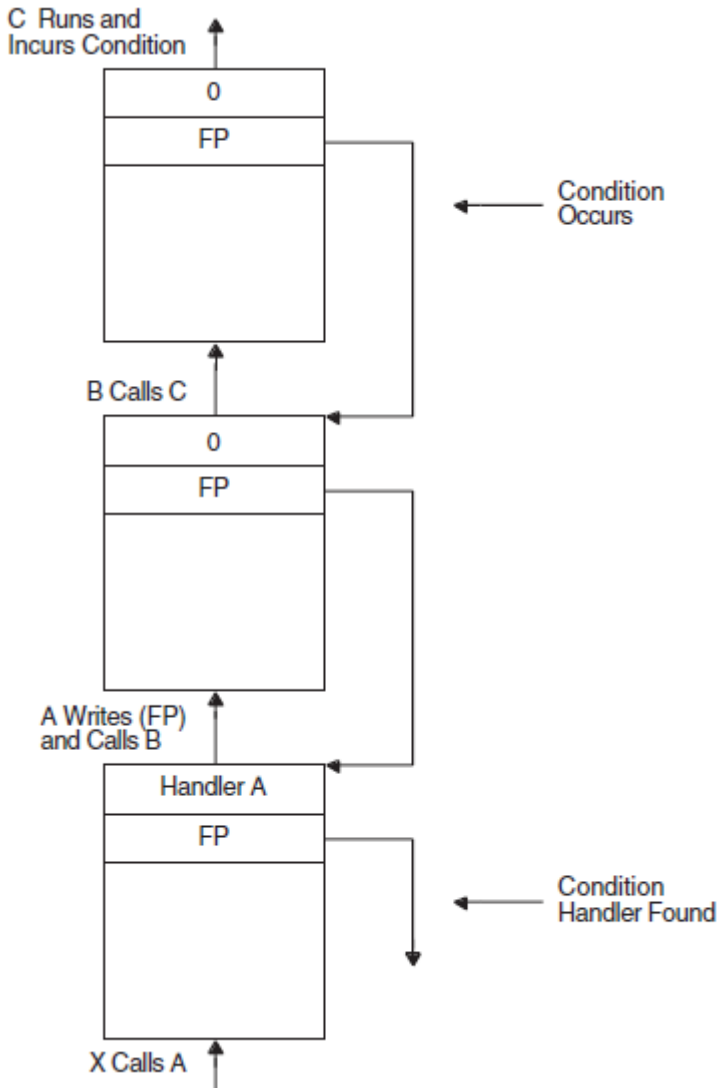 C Runs and
Incurs Condition
0
FP
Condition
Occurs
B Calls C
0
FP
A Writes (FP)
and Calls B
Handler A
FP
Condition
Handler Found
X Calls A